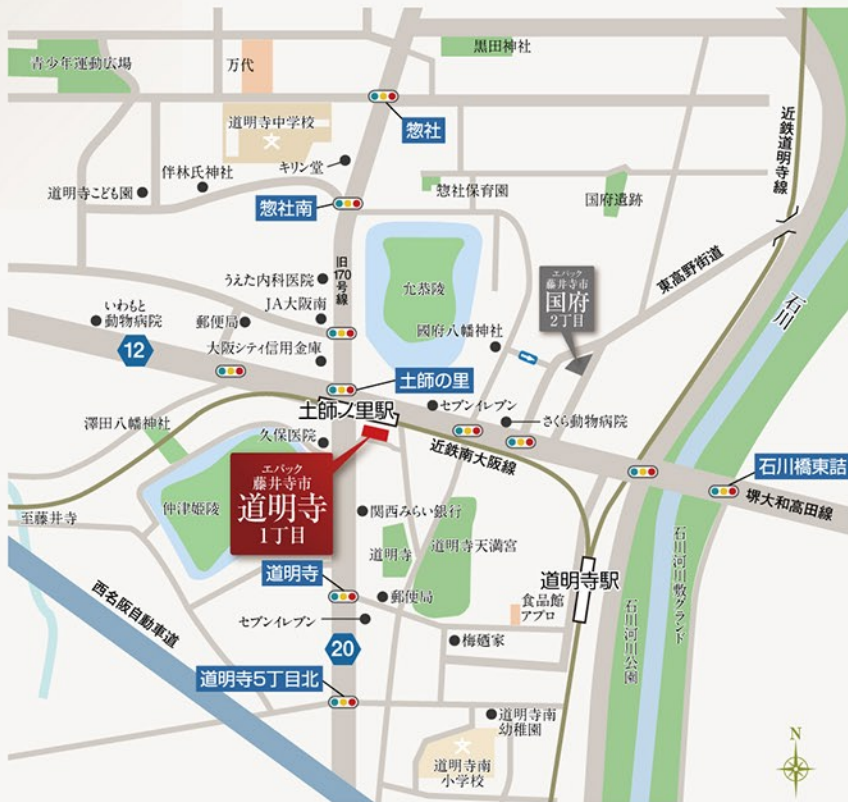 青少年運動広場
万代
黒田神社
惣社
道明寺中学校
キリン堂
伴林氏神社
道明寺こども園
惣社南
惣社保育園
国府遺跡
近鉄道明寺線
うえた内科医院
旧170号線
允恭陵
エバック
藤井寺市
国府
2丁目
東高野街道
石川
いわもと
動物病院
JA大阪南
郵便局
國府八幡神社
12
大阪シティ信用金庫
土師の里
土師ノ里駅
セブンイレブン
さくら動物病院
澤田八幡神社
久保医院
近鉄南大阪線
石川橋東詰
エバック
藤井寺市
道明寺
1丁目
堺大和高田線
仲津姫陵
至藤井寺
関西みらい銀行
道明寺
道明寺天満宮
石川河川敷グランド
道明寺
道明寺駅
西名阪自動車道
郵便局
食品館
アプロ
セブンイレブン
石川河川公園
20
梅廼家
道明寺5丁目北
道明寺南
幼稚園
道明寺南
小学校
N